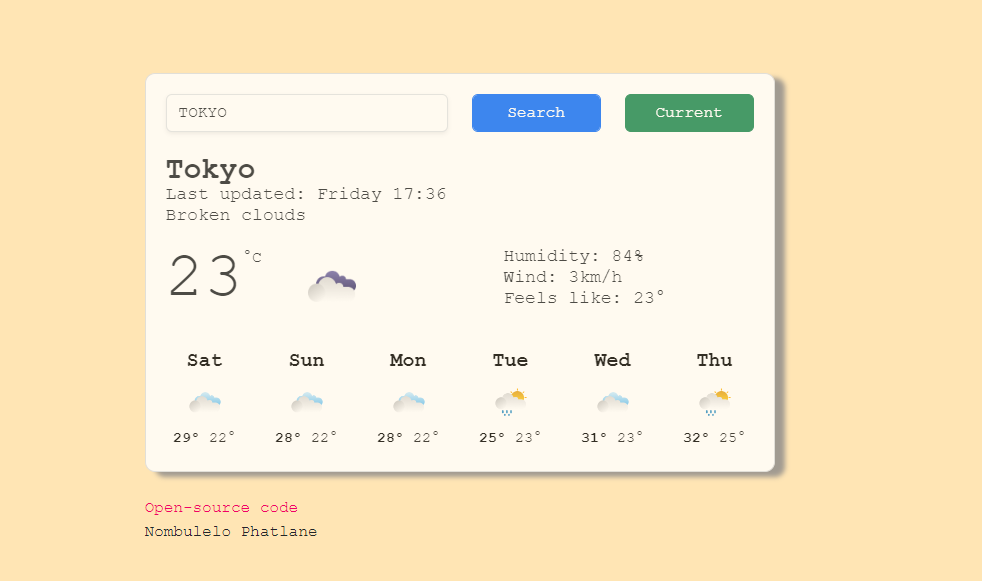 TOKYO
Search
Current
Tokyo
Last updated: Friday 17:36
Broken clouds
23 °C
Humidity: 84%
Wind: 3km/h
Feels like: 23°
Sat Sun Mon Tue Wed Thu
29° 22° 28° 22° 28° 22° 25° 23° 31° 23° 32° 25°
Open-source code
Nombulelo Phatlane